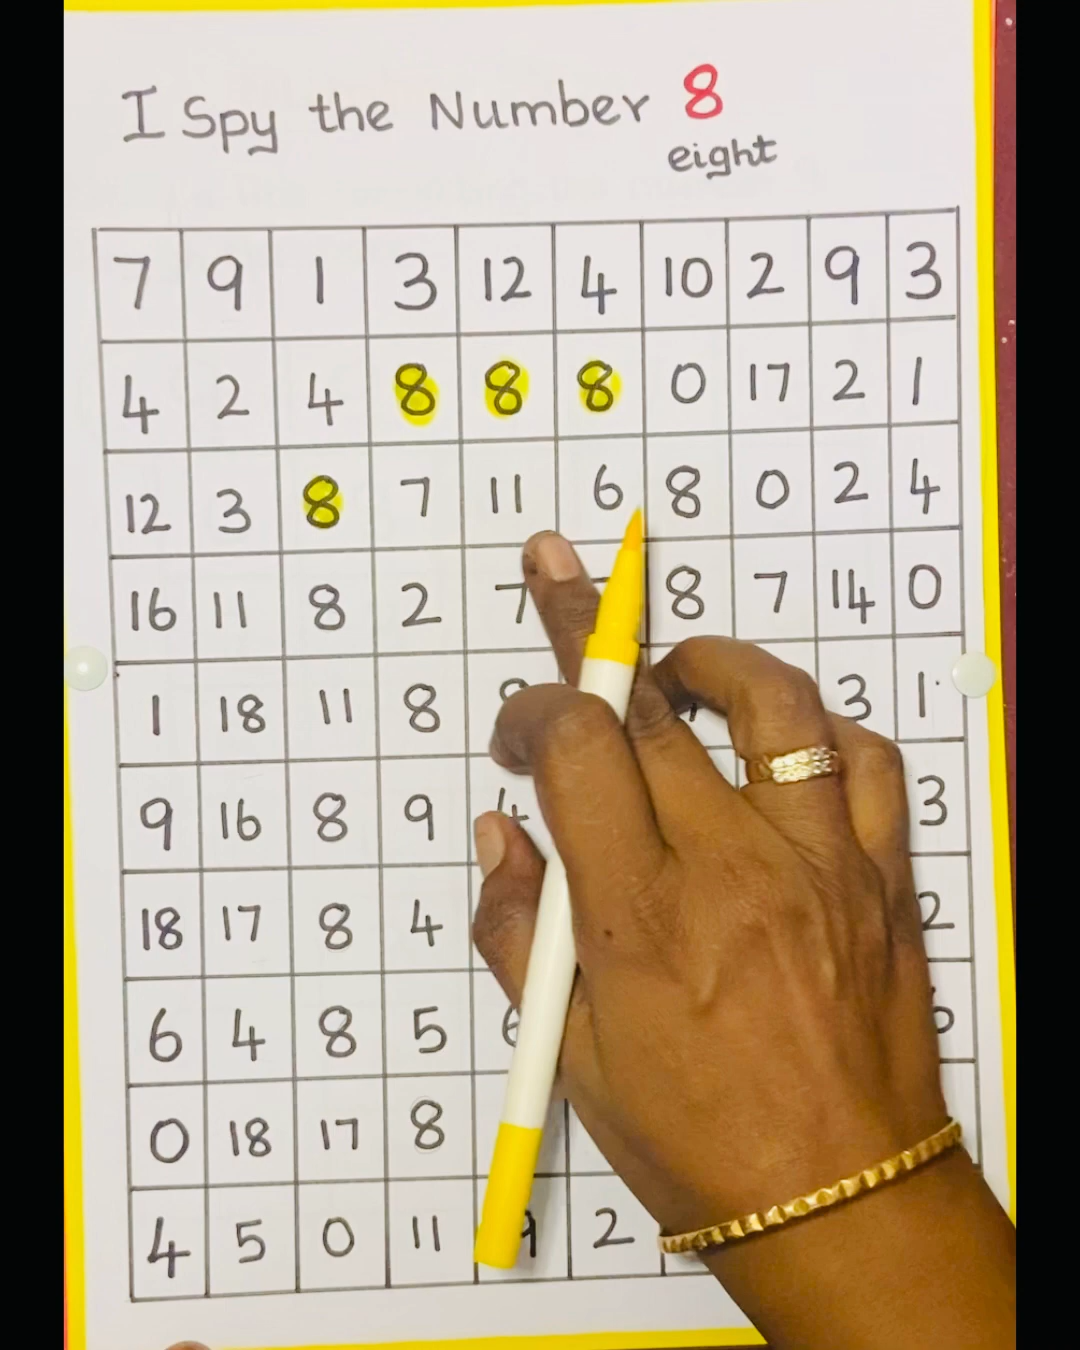 I Spy the Number 8
eight
7 9 1 3 12 4 10 2 9 3
4 2 4 8 8 8 0 17 2 1
12 3 8 7 11 6 8 0 2 4
16 11 8 2 7 8 7 14 0
1 18 11 8 3 1
9 16 8 9 4 3
18 17 8 4 2
6 4 8 5
0 18 17 8
4 5 0 11 2